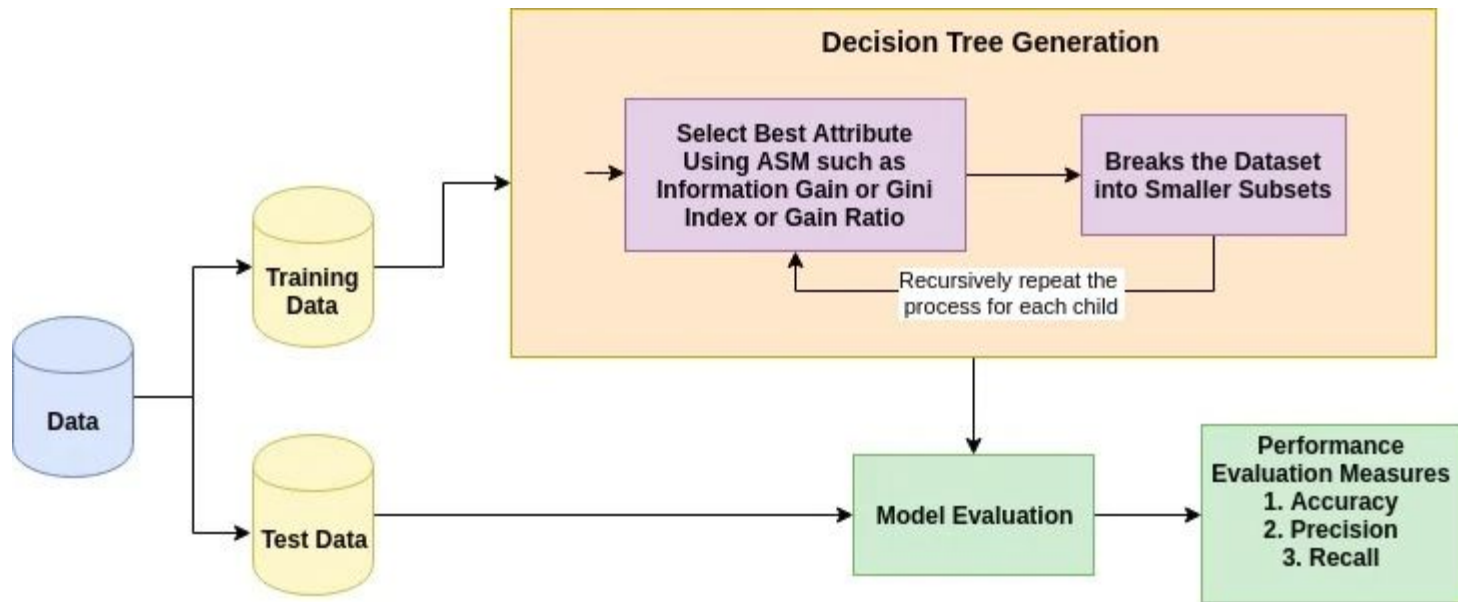 Decision Tree Generation
Select Best Attribute
Using ASM such as
Information Gain or Gini
Index or Gain Ratio
Breaks the Dataset
into Smaller Subsets
Recursively repeat the
process for each child
Training
Data
Data
Test Data
Model Evaluation
Performance
Evaluation Measures
1. Accuracy
2. Precision
3. Recall